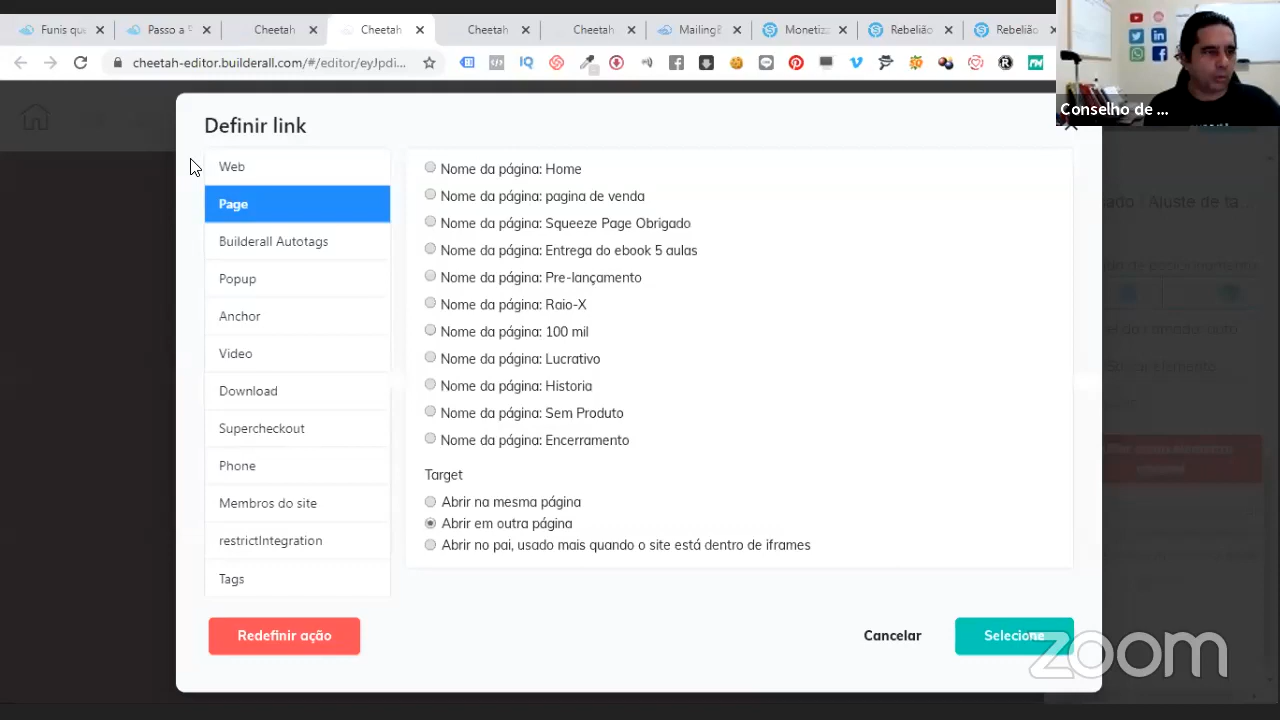 Funis qu
Passo a
Cheetah
Cheetah
Cheetah
Cheetah
Mailing
Monetiz
Rebelião
Rebelião
cheetah-editor.builderall.com/#/editor/eyJpdi...
Conselho de ...
Definir link
Web
Page
Builderall Autotags
Popup
Anchor
Video
Download
Supercheckout
Phone
Membros do site
restrictIntegration
Tags
Nome da página: Home
Nome da página: pagina de venda
Nome da página: Squeeze Page Obrigado
Nome da página: Entrega do ebook 5 aulas
Nome da página: Pre-lançamento
Nome da página: Raio-X
Nome da página: 100 mil
Nome da página: Lucrativo
Nome da página: Historia
Nome da página: Sem Produto
Nome da página: Encerramento
Target
Abrir na mesma página
Abrir em outra página
Abrir no pai, usado mais quando o site está dentro de iframes
Redefinir ação
Cancelar
Selecione
zoom